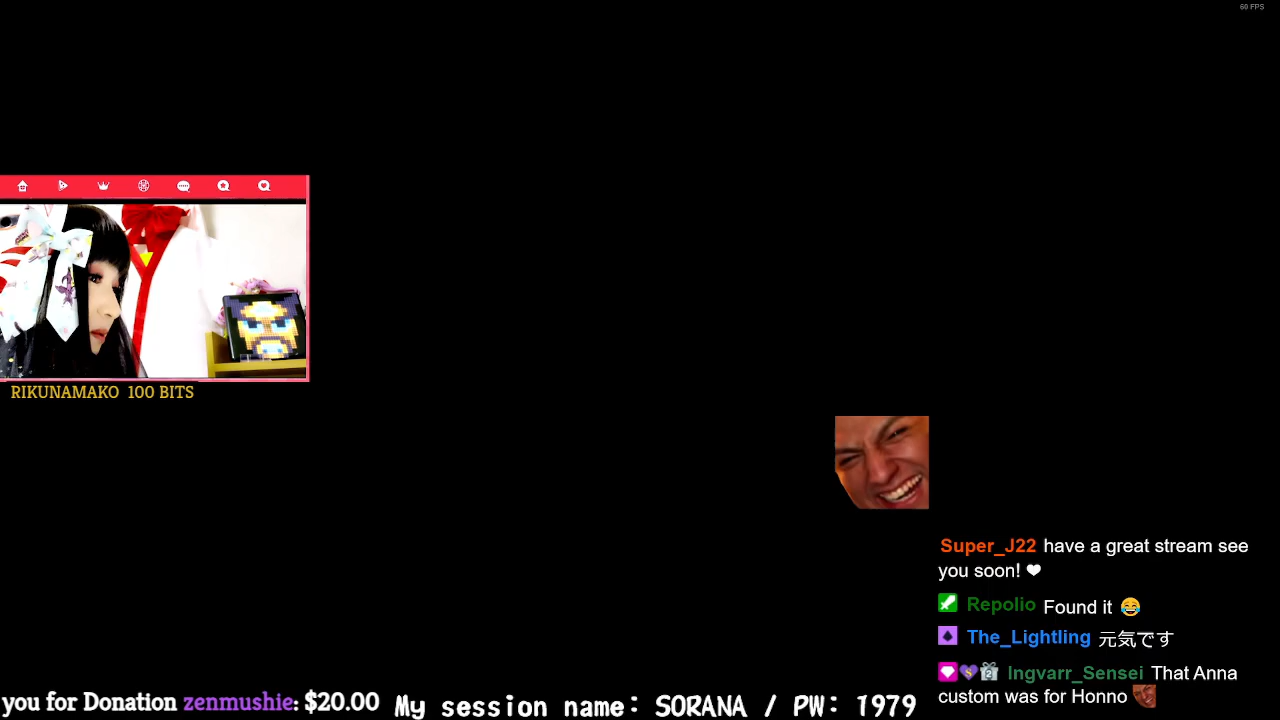 60 FPS
RIKUNAMAKO 100 BITS
Super_J22 have a great stream see
you soon! ❤
Repolio Found it 😂
The_Lightling 元気です
Ingvarr_Sensei That Anna
custom was for Honno
you for Donation zenmushie: $20.00
My session name: SORANA / PW: 1979